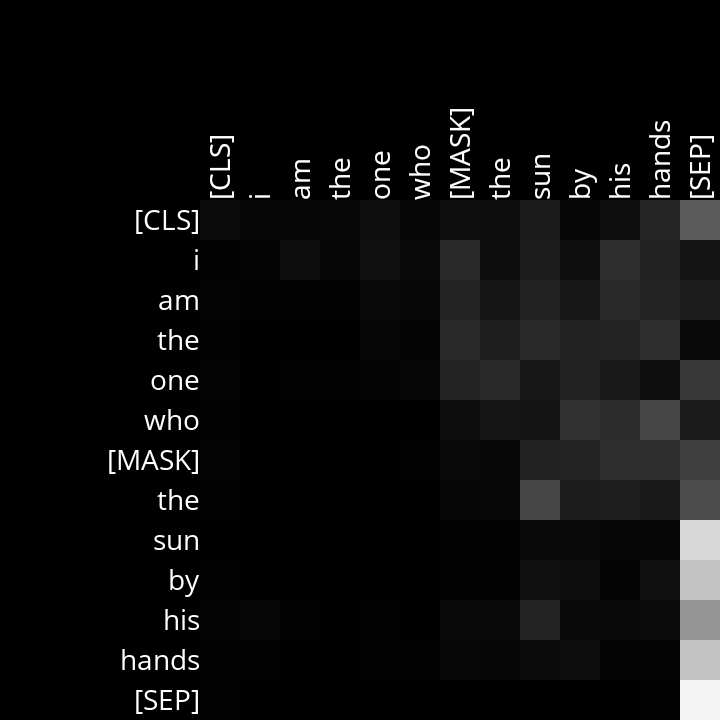 [CLS] i am the one who [MASK] the sun by his hands [SEP]
[CLS]
i
am
the
one
who
[MASK]
the
sun
by
his
hands
[SEP]